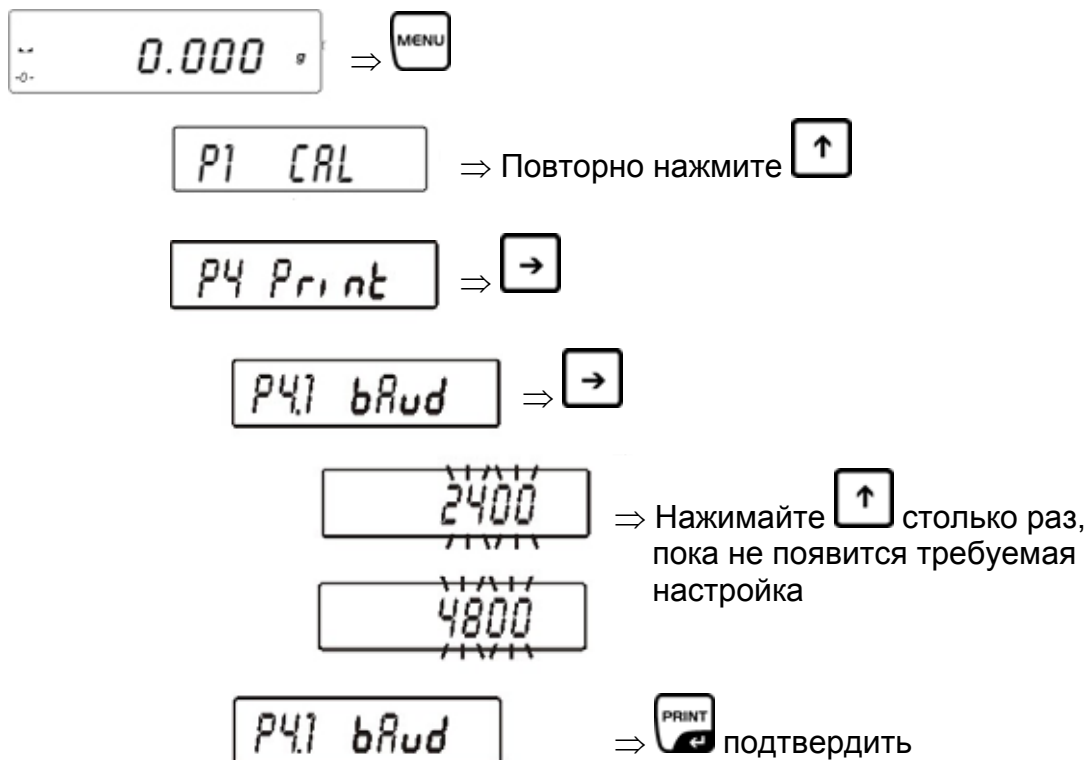 -0- 0.000 g ⇒ MENU
P1 CAL ⇒ Повторно нажмите ↑
P4 Print ⇒ →
P4.1 bAud ⇒ →
2400 ⇒ Нажимайте ↑ столько раз,
пока не появится требуемая
4800 настройка
P4.1 bAud ⇒ PRINT подтвердить